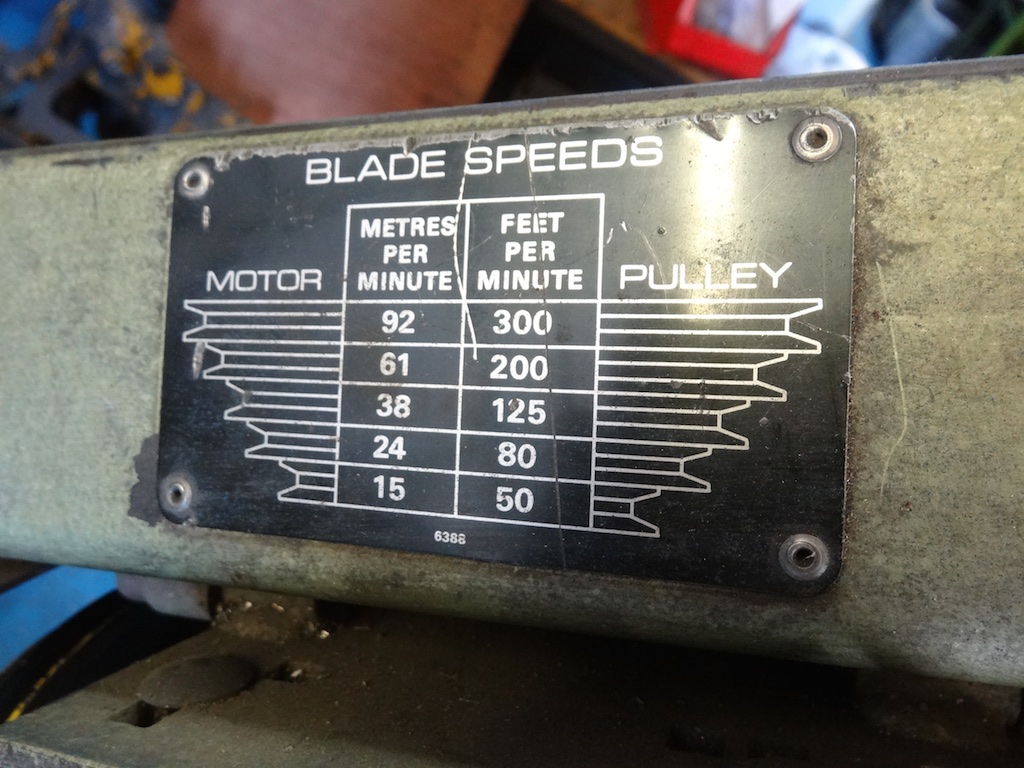 BLADE SPEEDS
METRES PER MINUTE
FEET PER MINUTE
MOTOR
PULLEY
92 300
61 200
38 125
24 80
15 50
6388